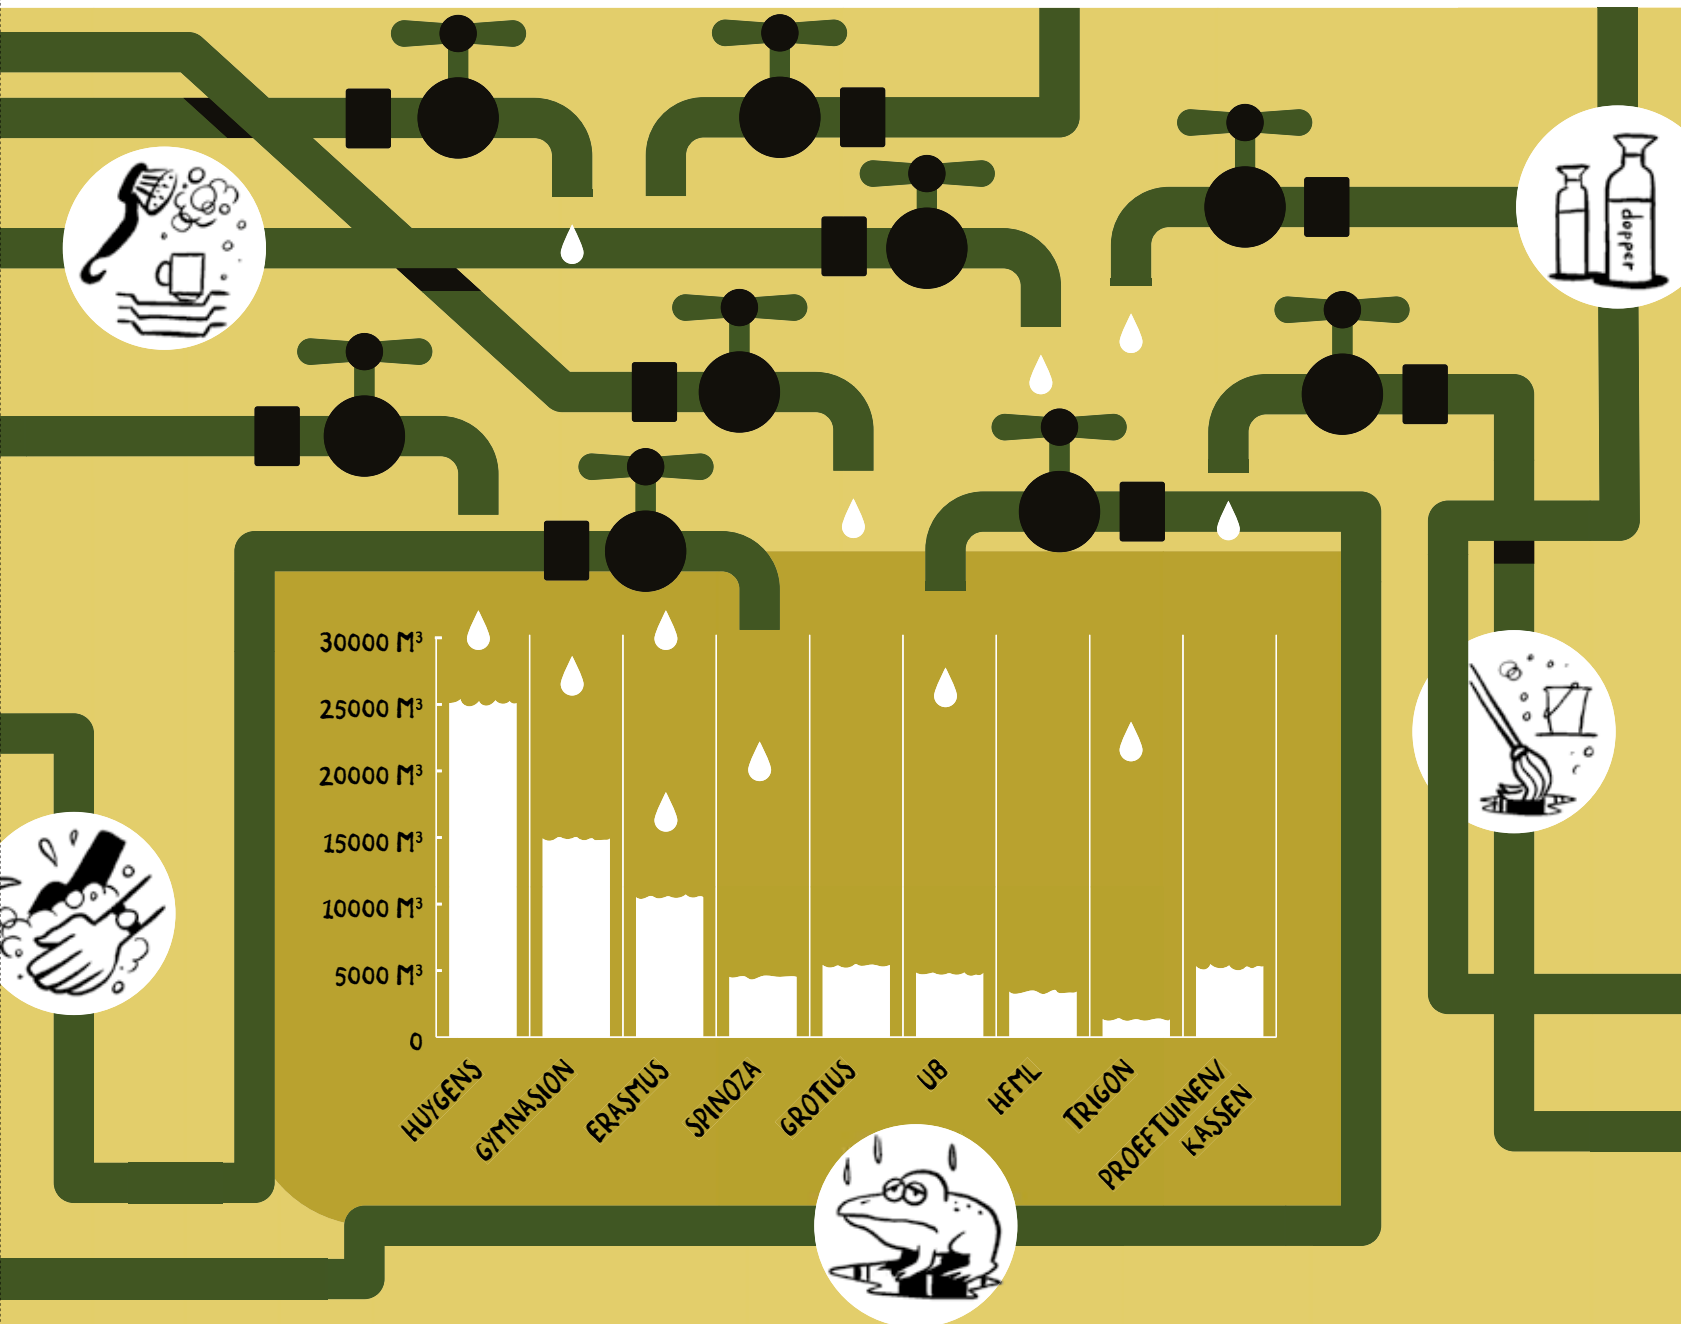 dopper
30000 M³
25000 M³
20000 M³
15000 M³
10000 M³
5000 M³
0
HUYGENS
GYMNASION
ERASMUS
SPINOZA
GROTIUS
UB
HFML
TRIGON
PROEFTUINEN/
KASSEN